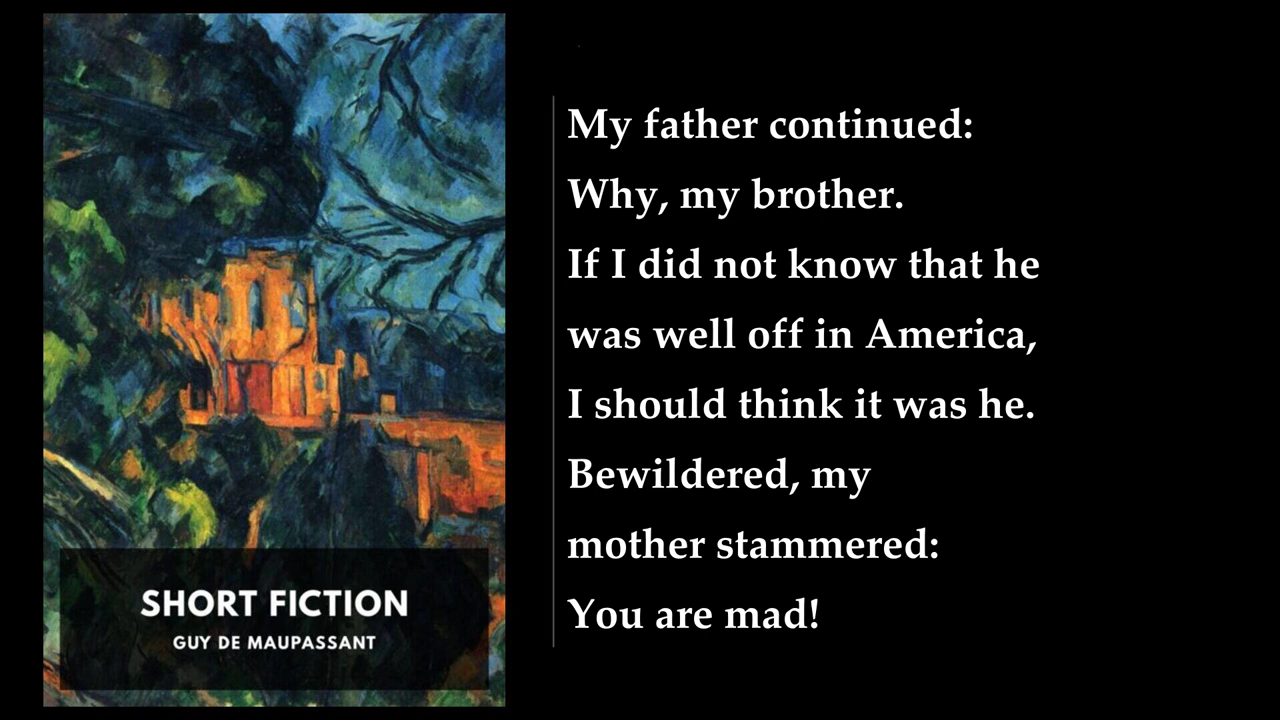 SHORT FICTION
GUY DE MAUPASSANT
My father continued:
Why, my brother.
If I did not know that he
was well off in America,
I should think it was he.
Bewildered, my
mother stammered:
You are mad!